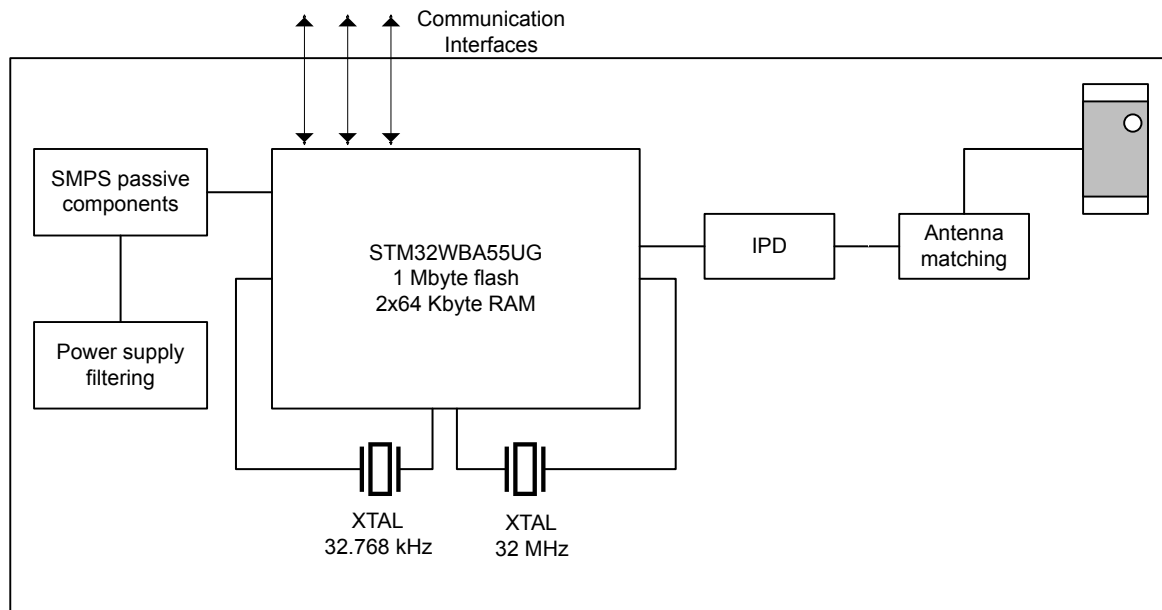 Communication
Interfaces
SMPS passive
components
STM32WBA55UG
1 Mbyte flash
2x64 Kbyte RAM
IPD
Antenna
matching
Power supply
filtering
XTAL
32.768 kHz
XTAL
32 MHz